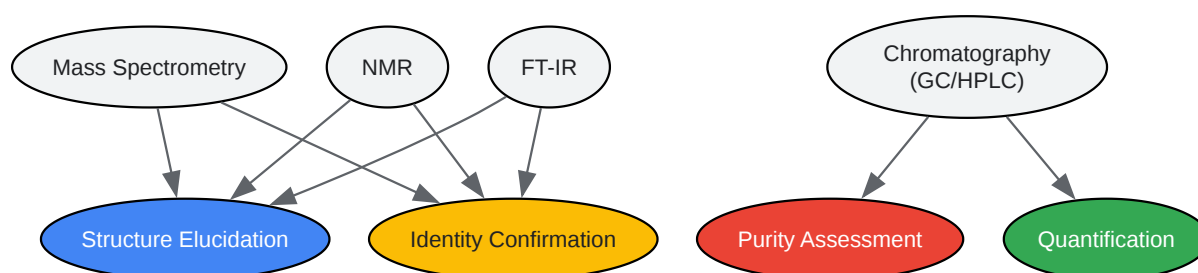 Mass Spectrometry
NMR
FT-IR
Chromatography
(GC/HPLC)
Structure Elucidation
Identity Confirmation
Purity Assessment
Quantification